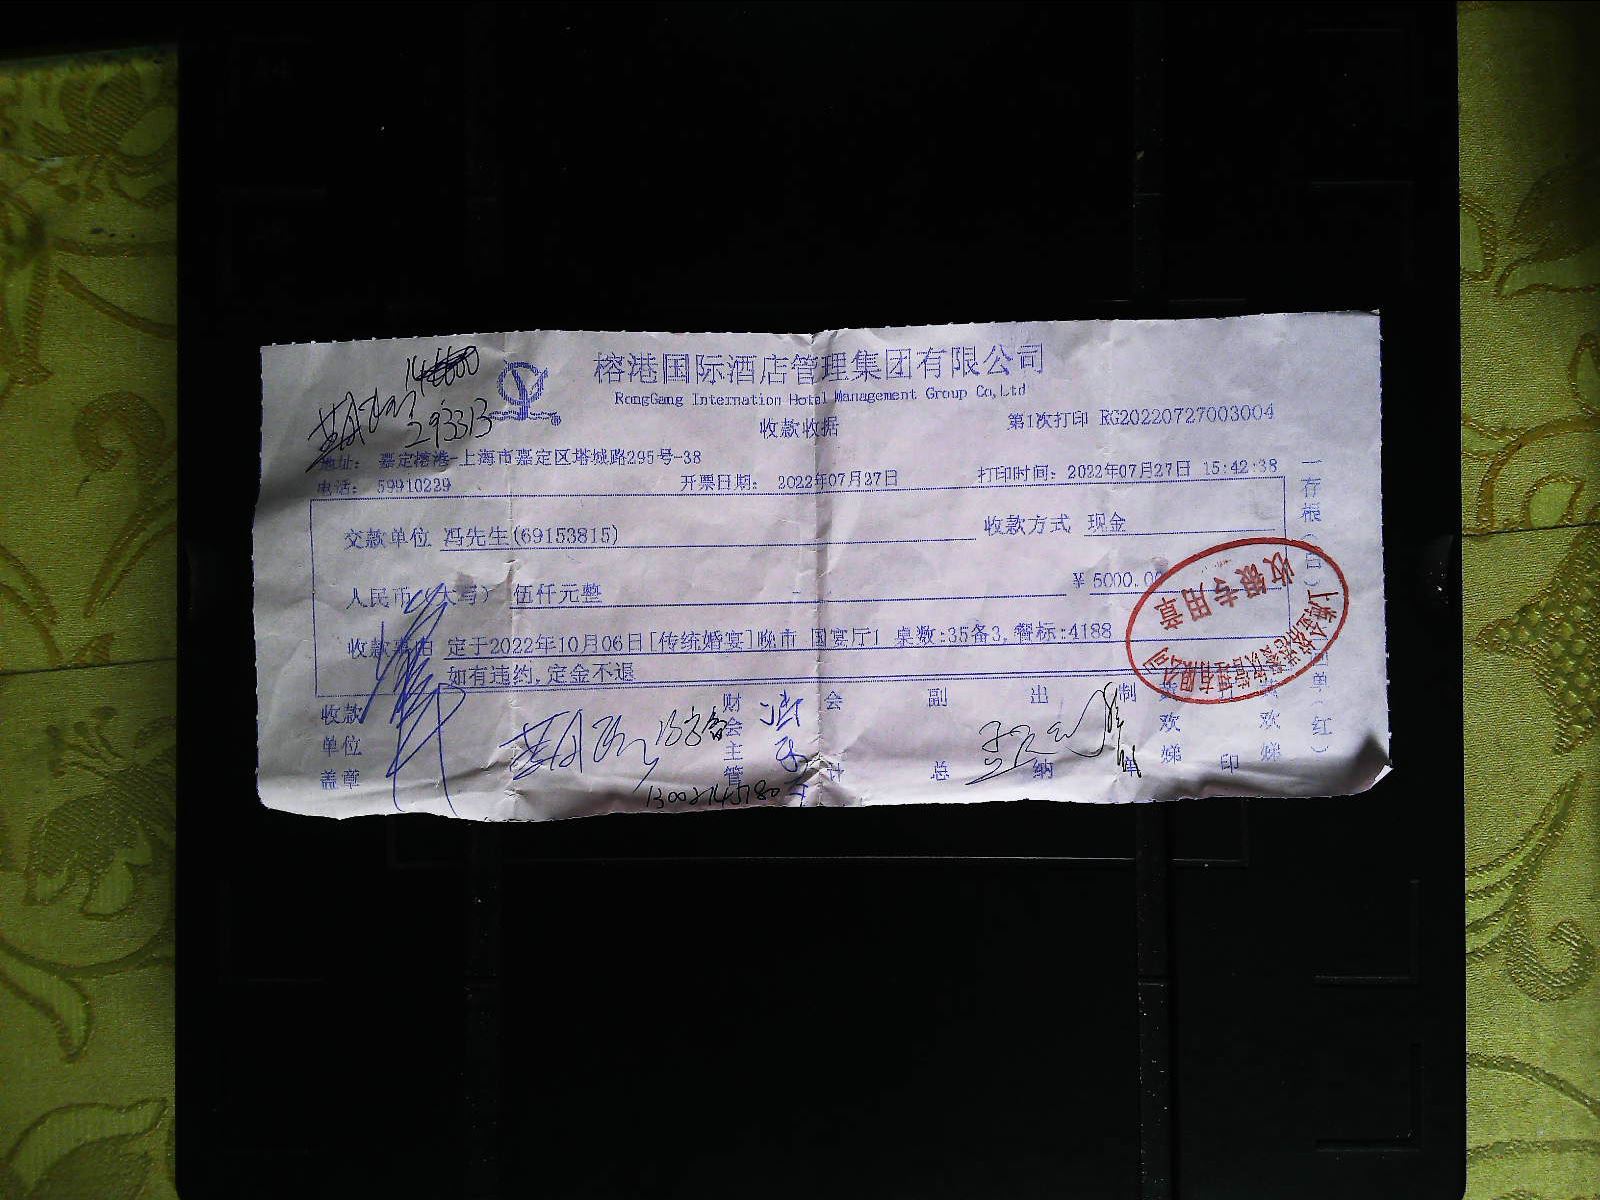 榕港国际酒店管理集团有限公司
RongGang Internation Hotel Management Group Co,Ltd
收款收据
第1次打印 RG20220727003004
293313
地址： 嘉定榕港-上海市嘉定区塔城路295号-38
电话： 59910229 开票日期： 2022年07月27日 打印时间：2022年07月27日 15:42:38
交款单位 冯先生(69153815) 收款方式 现金
人民币（大写） 伍仟元整 ￥5000.00
收款事由 定于2022年10月06日[传统婚宴]晚市 国宴厅1 桌数:35备3,餐标:4188
如有违约,定金不退
收款单位盖章 财会主管 会 副总 出纳 制单 印
13002145180
收银专用章